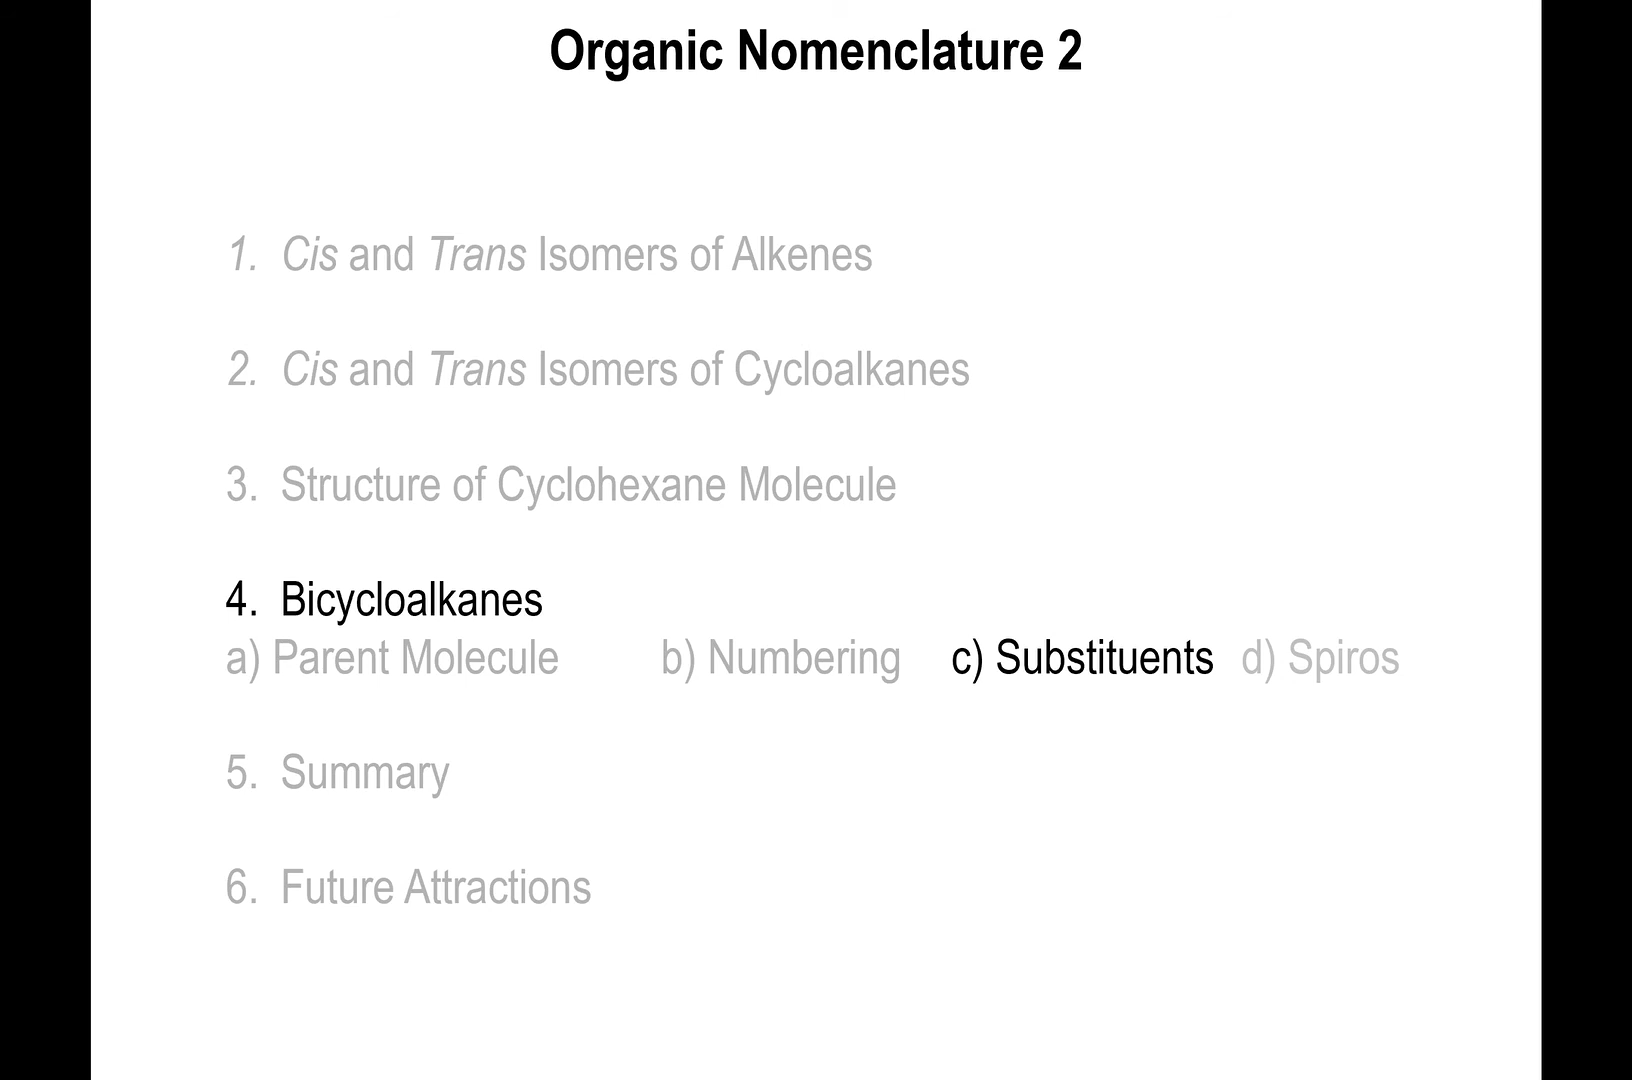 Organic Nomenclature 2
1. Cis and Trans Isomers of Alkenes
2. Cis and Trans Isomers of Cycloalkanes
3. Structure of Cyclohexane Molecule
4. Bicycloalkanes
a) Parent Molecule b) Numbering c) Substituents d) Spiros
5. Summary
6. Future Attractions